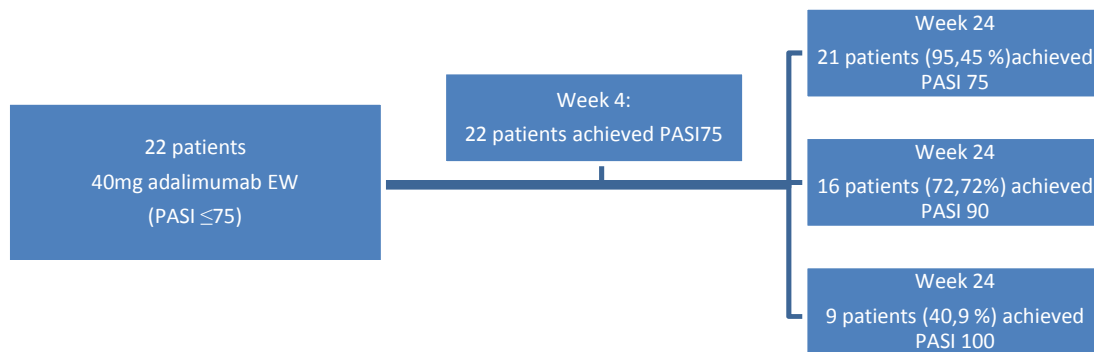 22 patients
40mg adalimumab EW
(PASI ≤75)
Week 4:
22 patients achieved PASI75
Week 24
21 patients (95,45 %)achieved
PASI 75
Week 24
16 patients (72,72%) achieved
PASI 90
Week 24
9 patients (40,9 %) achieved
PASI 100